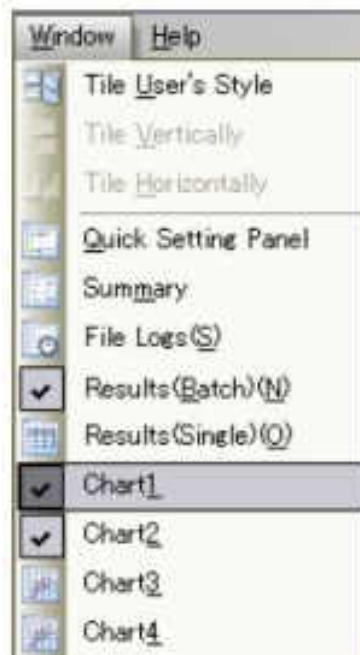 Window Help
Tile User's Style
Tile Vertically
Tile Horizontally
Quick Setting Panel
Summary
File Logs(S)
Results(Batch)(N)
Results(Single)(O)
Chart1
Chart2
Chart3
Chart4